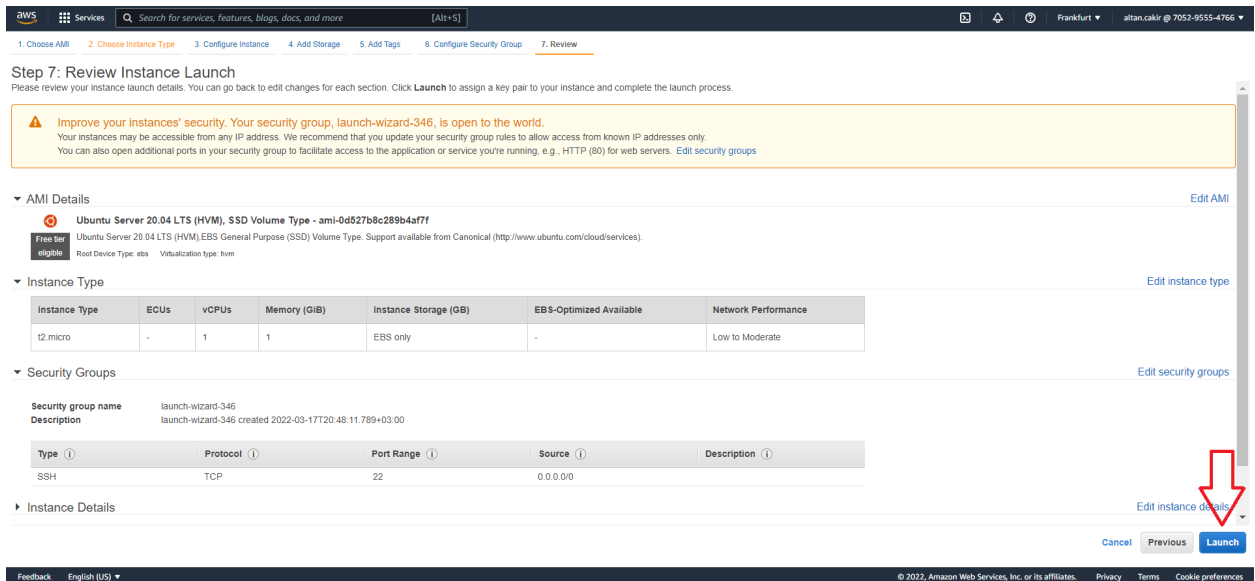 aws Services Search for services, features, blogs, docs, and more [Alt+S] Frankfurt ▼ altan.cakir @ 7052-9555-4766 ▼
1. Choose AMI 2. Choose Instance Type 3. Configure Instance 4. Add Storage 5. Add Tags 6. Configure Security Group 7. Review
Step 7: Review Instance Launch
Please review your instance launch details. You can go back to edit changes for each section. Click Launch to assign a key pair to your instance and complete the launch process.
Improve your instances' security. Your security group, launch-wizard-346, is open to the world.
Your instances may be accessible from any IP address. We recommend that you update your security group rules to allow access from known IP addresses only.
You can also open additional ports in your security group to facilitate access to the application or service you're running, e.g., HTTP (80) for web servers. Edit security groups
AMI Details Edit AMI
Ubuntu Server 20.04 LTS (HVM), SSD Volume Type - ami-0d527b8c289b4af7f
Free tier eligible
Ubuntu Server 20.04 LTS (HVM),EBS General Purpose (SSD) Volume Type. Support available from Canonical (http://www.ubuntu.com/cloud/services).
Root Device Type: ebs Virtualization type: hvm
Instance Type Edit instance type
Instance Type ECUs vCPUs Memory (GiB) Instance Storage (GB) EBS-Optimized Available Network Performance
t2.micro - 1 1 EBS only - Low to Moderate
Security Groups Edit security groups
Security group name launch-wizard-346
Description launch-wizard-346 created 2022-03-17T20:48:11.789+03:00
Type Protocol Port Range Source Description
SSH TCP 22 0.0.0.0/0
Instance Details Edit instance details
Cancel Previous Launch
Feedback English (US) ▼ © 2022, Amazon Web Services, Inc. or its affiliates. Privacy Terms Cookie preferences